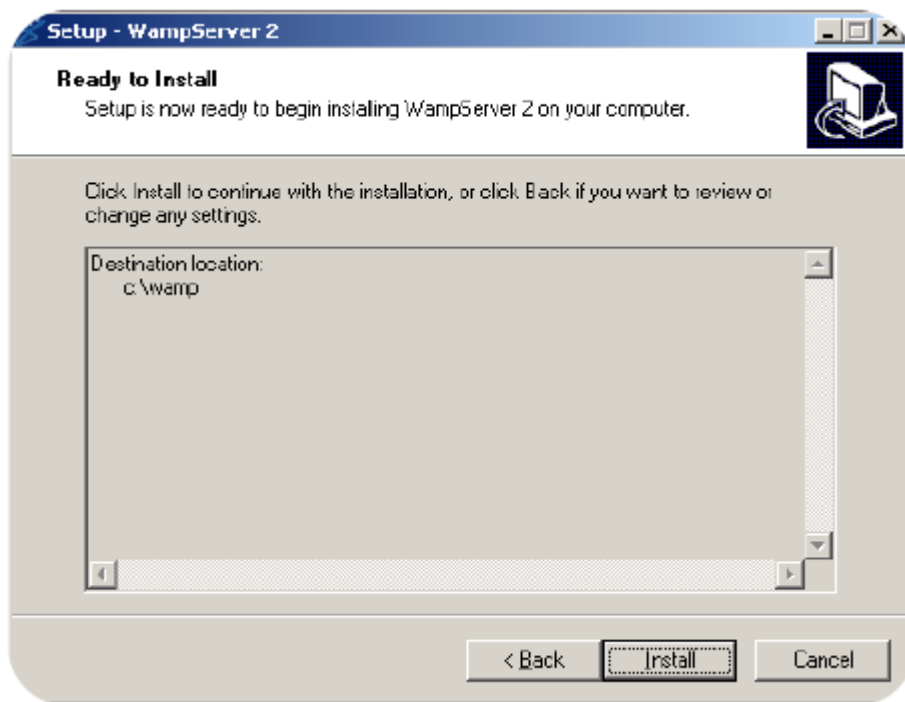 Setup - WampServer 2
Ready to Install
Setup is now ready to begin installing WampServer 2 on your computer.
Click Install to continue with the installation, or click Back if you want to review or
change any settings.
Destination location:
c:\wamp
< Back
Install
Cancel